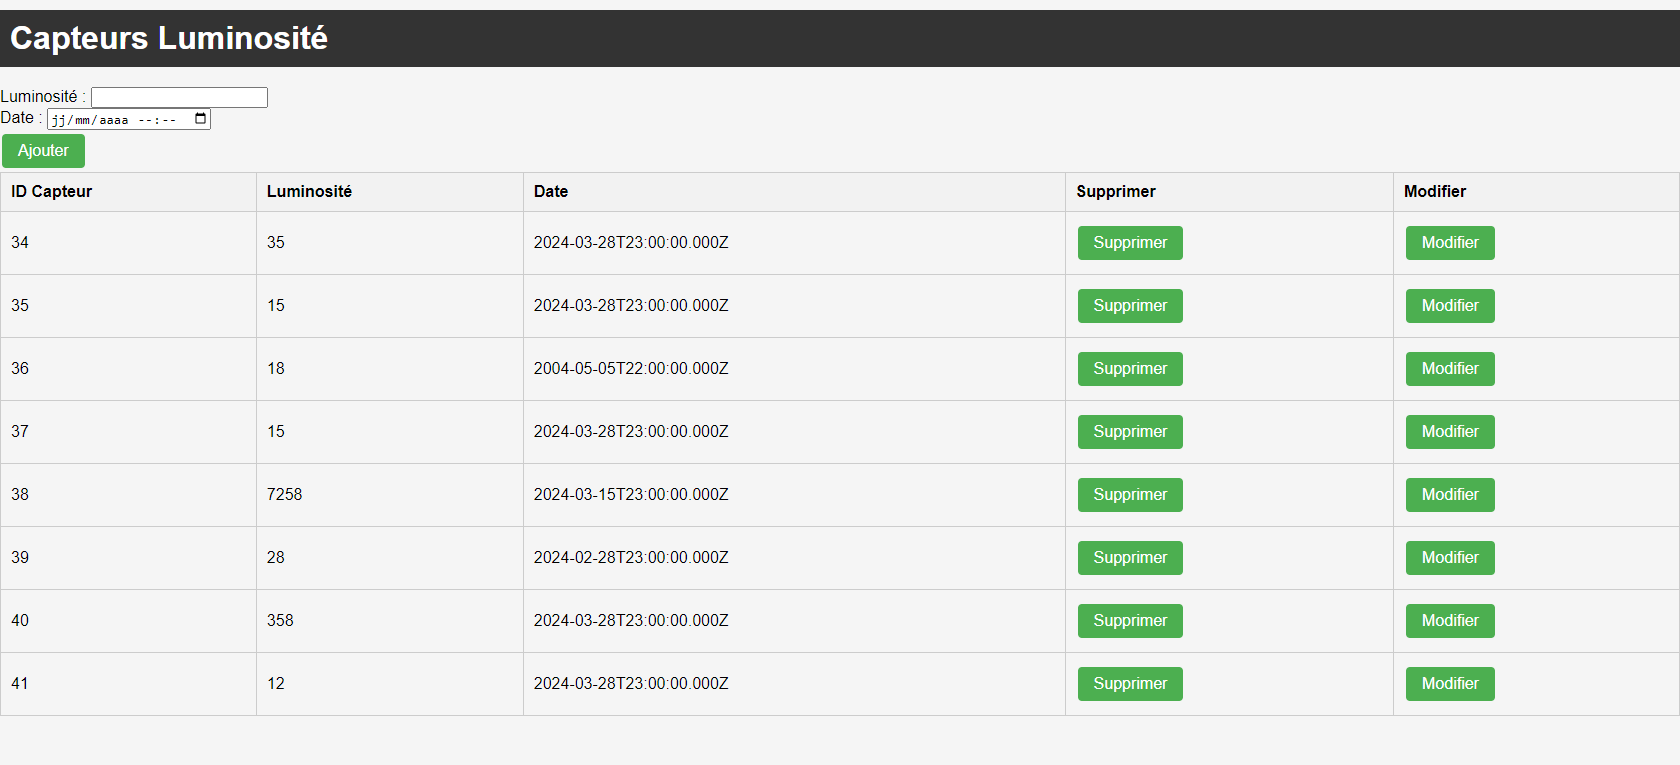 Capteurs Luminosité
Luminosité :
Date : jj/mm/aaaa --:--
Ajouter
ID Capteur Luminosité Date Supprimer Modifier
34 35 2024-03-28T23:00:00.000Z Supprimer Modifier
35 15 2024-03-28T23:00:00.000Z Supprimer Modifier
36 18 2004-05-05T22:00:00.000Z Supprimer Modifier
37 15 2024-03-28T23:00:00.000Z Supprimer Modifier
38 7258 2024-03-15T23:00:00.000Z Supprimer Modifier
39 28 2024-02-28T23:00:00.000Z Supprimer Modifier
40 358 2024-03-28T23:00:00.000Z Supprimer Modifier
41 12 2024-03-28T23:00:00.000Z Supprimer Modifier